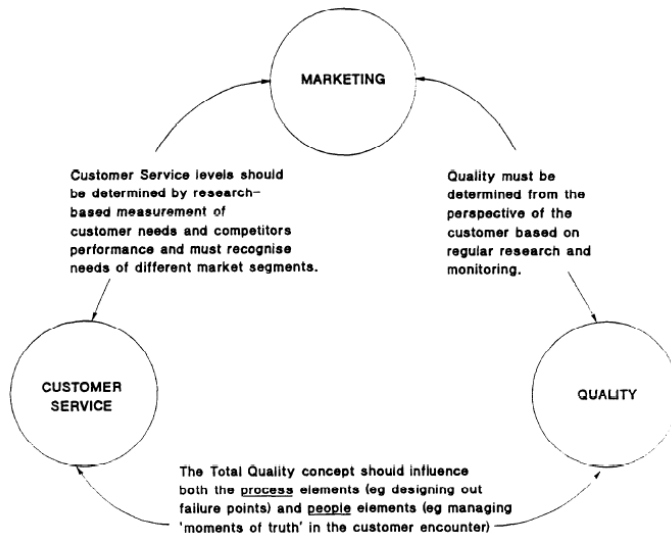 MARKETING
Customer Service levels should
be determined by research-
based measurement of
customer needs and competitors
performance and must recognise
needs of different market segments.
Quality must be
determined from the
perspective of the
customer based on
regular research and
monitoring.
CUSTOMER
SERVICE
QUALITY
The Total Quality concept should influence
both the process elements (eg designing out
failure points) and people elements (eg managing
'moments of truth' in the customer encounter)